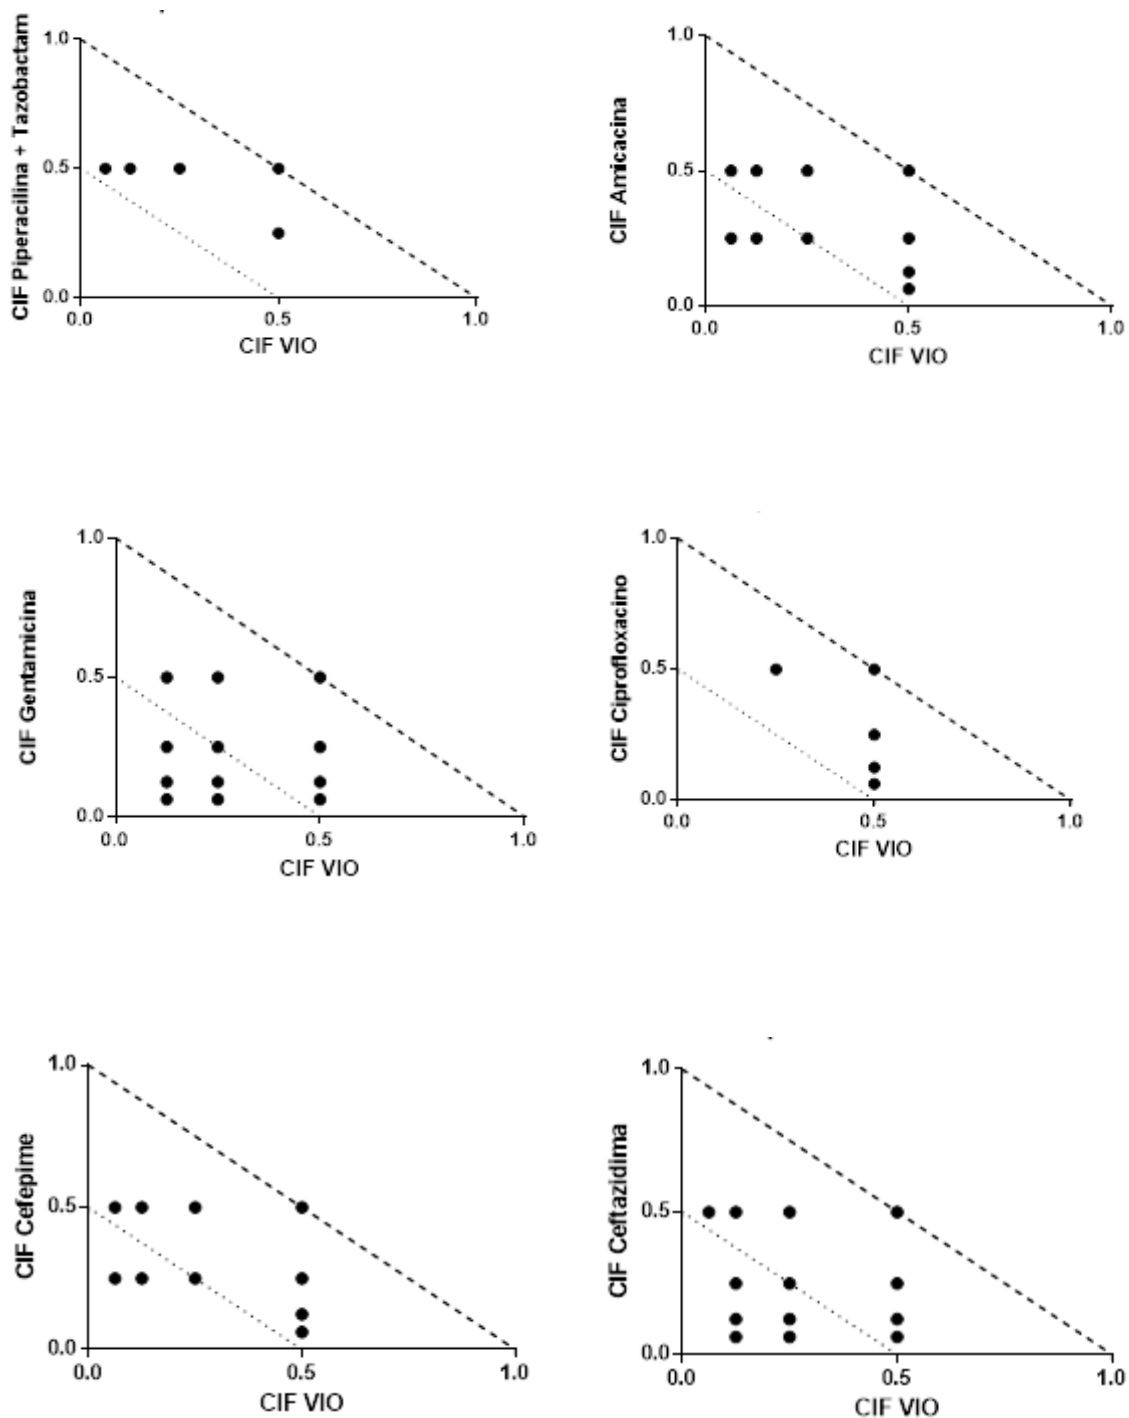 CIF Piperacilina + Tazobactam
1.0
0.5
0.0
0.0 0.5 1.0
CIF VIO
CIF Amicacina
1.0
0.5
0.0
0.0 0.5 1.0
CIF VIO
CIF Gentamicina
1.0
0.5
0.0
0.0 0.5 1.0
CIF VIO
CIF Ciprofloxacino
1.0
0.5
0.0
0.0 0.5 1.0
CIF VIO
CIF Cefepime
1.0
0.5
0.0
0.0 0.5 1.0
CIF VIO
CIF Ceftazidima
1.0
0.5
0.0
0.0 0.5 1.0
CIF VIO